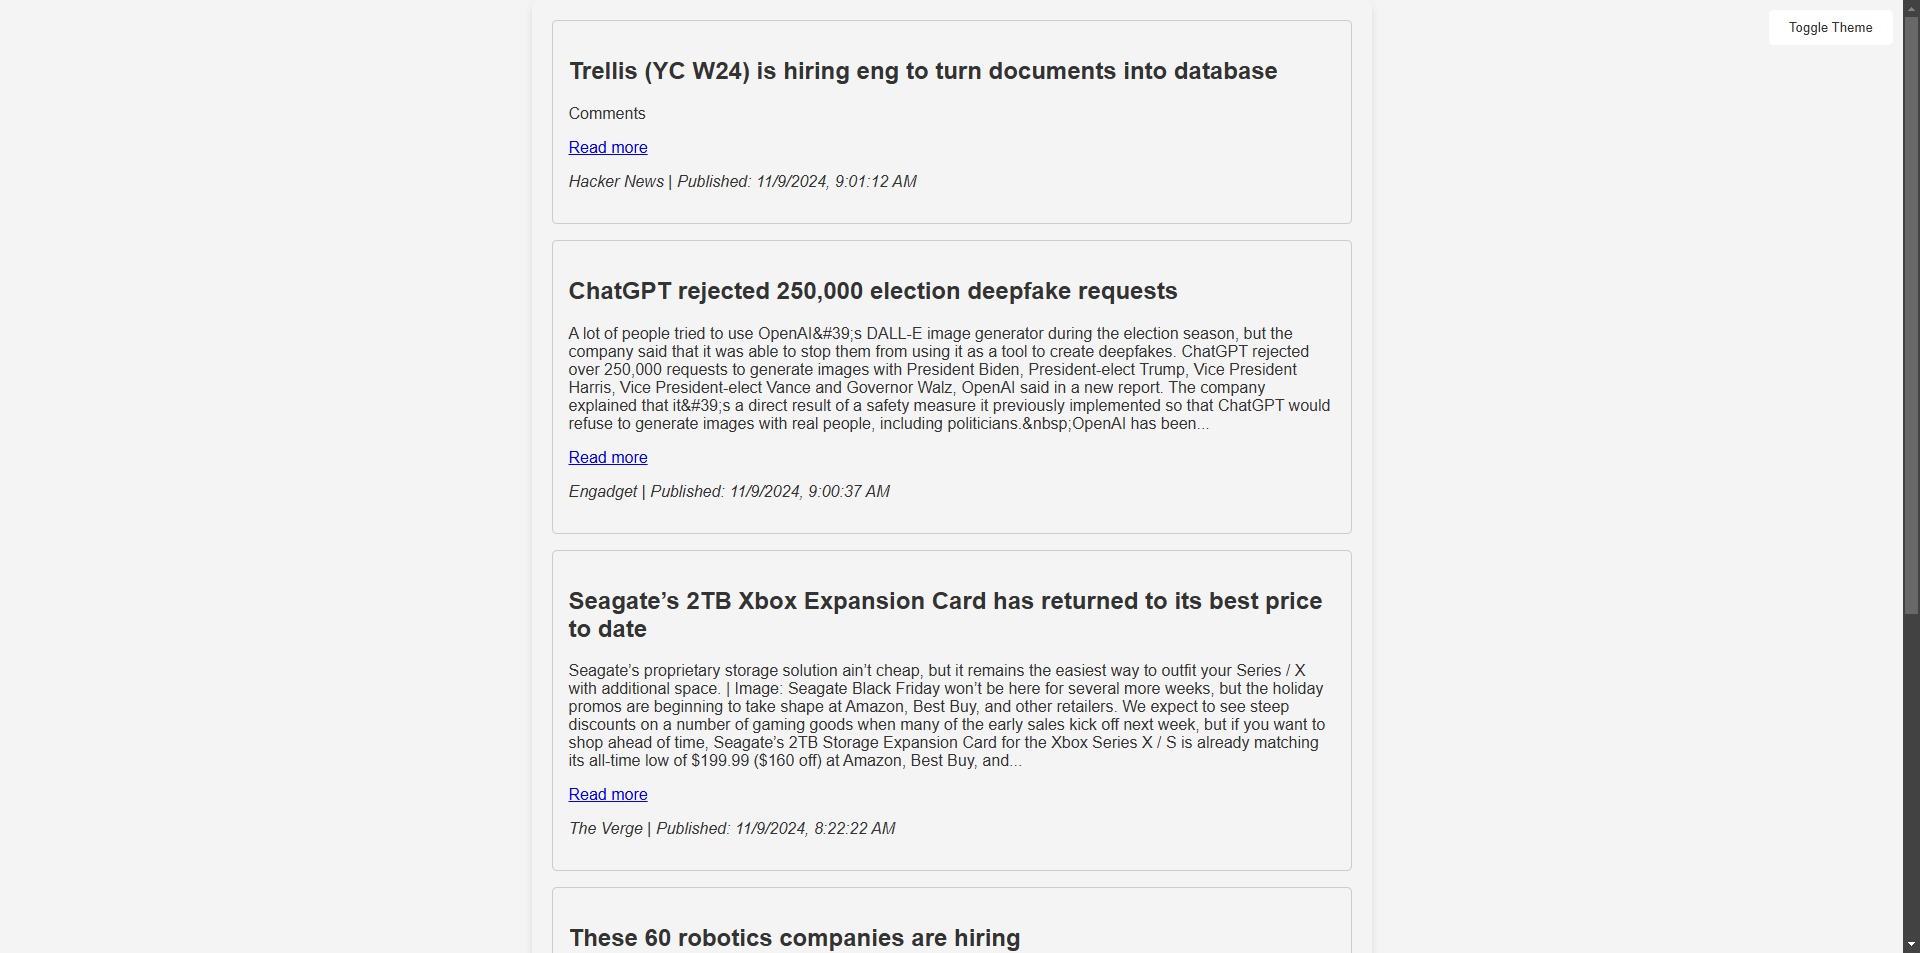 Toggle Theme
Trellis (YC W24) is hiring eng to turn documents into database
Comments
Read more
Hacker News | Published: 11/9/2024, 9:01:12 AM
ChatGPT rejected 250,000 election deepfake requests
A lot of people tried to use OpenAI&#39;s DALL-E image generator during the election season, but the
company said that it was able to stop them from using it as a tool to create deepfakes. ChatGPT rejected
over 250,000 requests to generate images with President Biden, President-elect Trump, Vice President
Harris, Vice President-elect Vance and Governor Walz, OpenAI said in a new report. The company
explained that it&#39;s a direct result of a safety measure it previously implemented so that ChatGPT would
refuse to generate images with real people, including politicians.&nbsp;OpenAI has been...
Read more
Engadget | Published: 11/9/2024, 9:00:37 AM
Seagate’s 2TB Xbox Expansion Card has returned to its best price
to date
Seagate’s proprietary storage solution ain’t cheap, but it remains the easiest way to outfit your Series / X
with additional space. | Image: Seagate Black Friday won’t be here for several more weeks, but the holiday
promos are beginning to take shape at Amazon, Best Buy, and other retailers. We expect to see steep
discounts on a number of gaming goods when many of the early sales kick off next week, but if you want to
shop ahead of time, Seagate’s 2TB Storage Expansion Card for the Xbox Series X / S is already matching
its all-time low of $199.99 ($160 off) at Amazon, Best Buy, and...
Read more
The Verge | Published: 11/9/2024, 8:22:22 AM
These 60 robotics companies are hiring